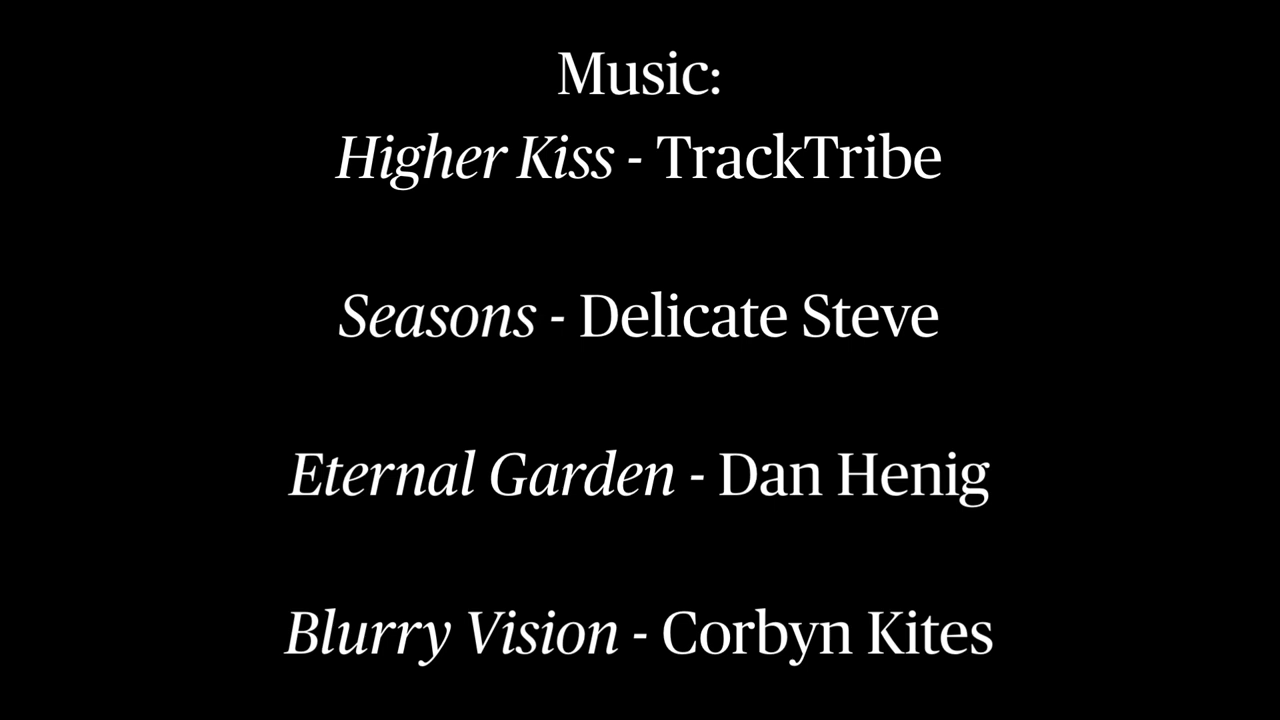 Music:
Higher Kiss - TrackTribe
Seasons - Delicate Steve
Eternal Garden - Dan Henig
Blurry Vision - Corbyn Kites